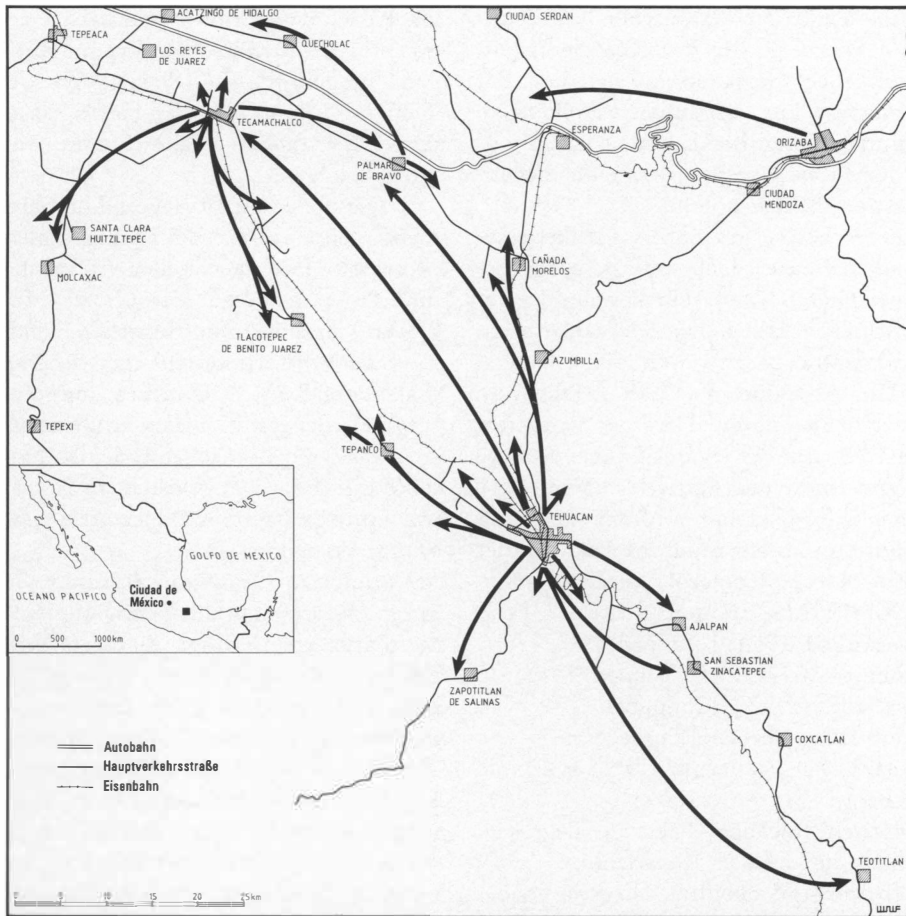 ACATZINGO DE HIDALGO
CIUDAD SERDAN
TEPEACA
QUECHOLAC
LOS REYES
DE JUAREZ
TECAMACHALCO
ESPERANZA
ORIZABA
PALMAR
DE BRAVO
CIUDAD
MENDOZA
SANTA CLARA
HUITZILTEPEC
MOLCAXAC
CAÑADA
MORELOS
TLACOTEPEC
DE BENITO JUAREZ
AZUMBILLA
TEPEXI
TEPANCO
TEHUACAN
GOLFO DE MEXICO
OCEANO PACIFICO
Ciudad de
México
0 500 1000km
AJALPAN
SAN SEBASTIAN
ZINACATEPEC
ZAPOTITLAN
DE SALINAS
COXCATLAN
Autobahn
Hauptverkehrsstraße
Eisenbahn
TEOTITLAN
0 5 10 15 20 25km